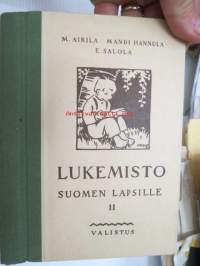 M. AIRILA - MANDI HANNULA -
E. SALOLA
LUKEMISTO
SUOMEN LAPSILLE
II
VALISTUS